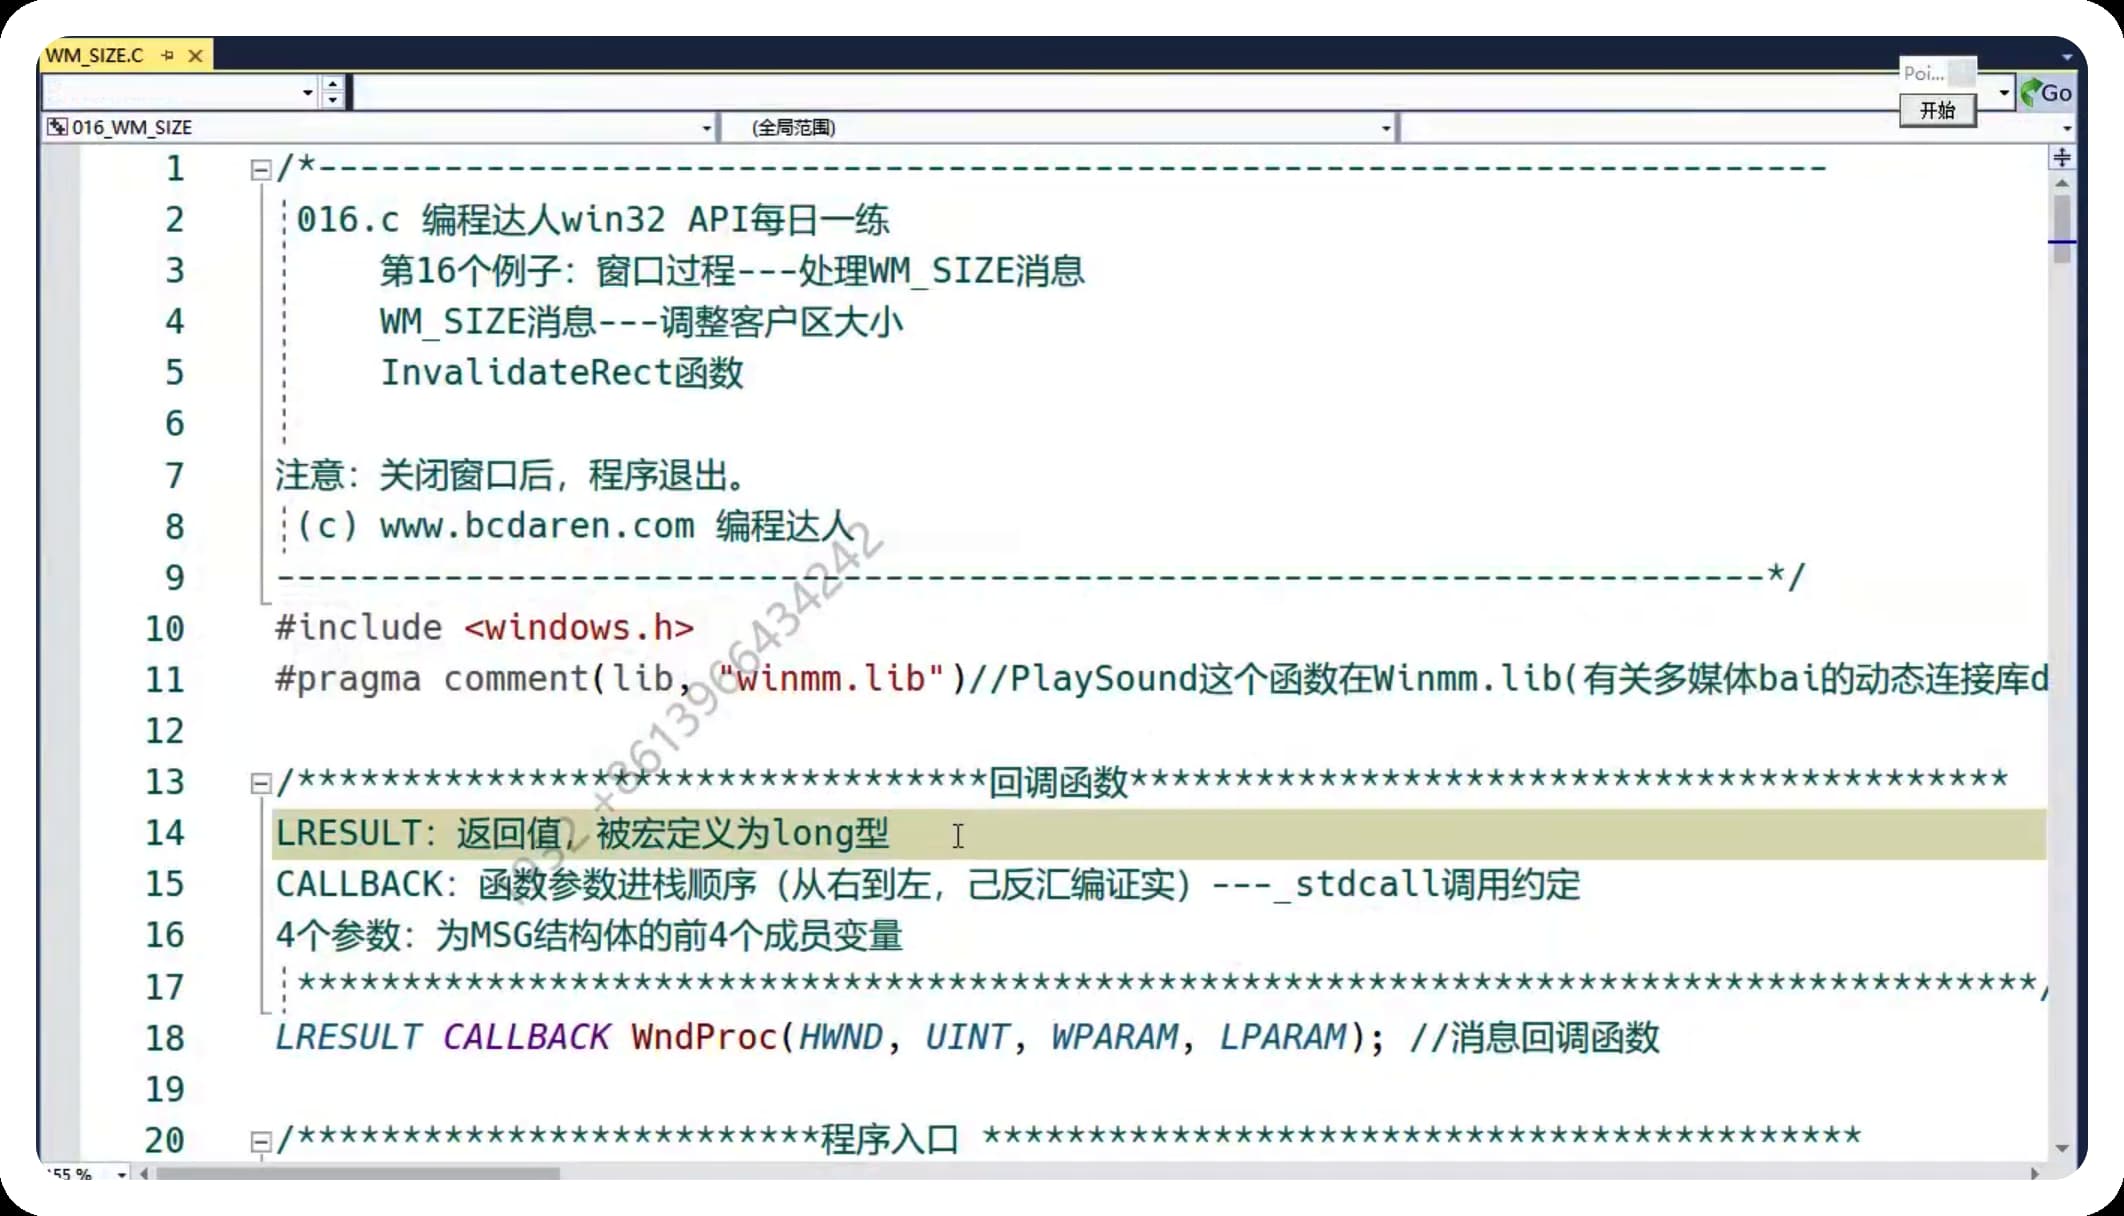 WM_SIZE.C
Poi...
Go
开始
016_WM_SIZE
(全局范围)
1 /*-------------------------------------------------------------------------
2 016.c 编程达人win32 API每日一练
3 第16个例子：窗口过程---处理WM_SIZE消息
4 WM_SIZE消息---调整客户区大小
5 InvalidateRect函数
6
7 注意：关闭窗口后，程序退出。
8 (c) www.bcdaren.com 编程达人
9 ------------------------------------------------------------------------*/
10 #include <windows.h>
11 #pragma comment(lib, "winmm.lib")//PlaySound这个函数在Winmm.lib(有关多媒体bai的动态连接库d
12
13 /*********************************回调函数******************************************
14 LRESULT：返回值，被宏定义为long型
15 CALLBACK：函数参数进栈顺序（从右到左，己反汇编证实）---_stdcall调用约定
16 4个参数：为MSG结构体的前4个成员变量
17 ***********************************************************************************/
18 LRESULT CALLBACK WndProc(HWND, UINT, WPARAM, LPARAM); //消息回调函数
19
20 /*************************程序入口 ******************************************
55 %
+8613966434242